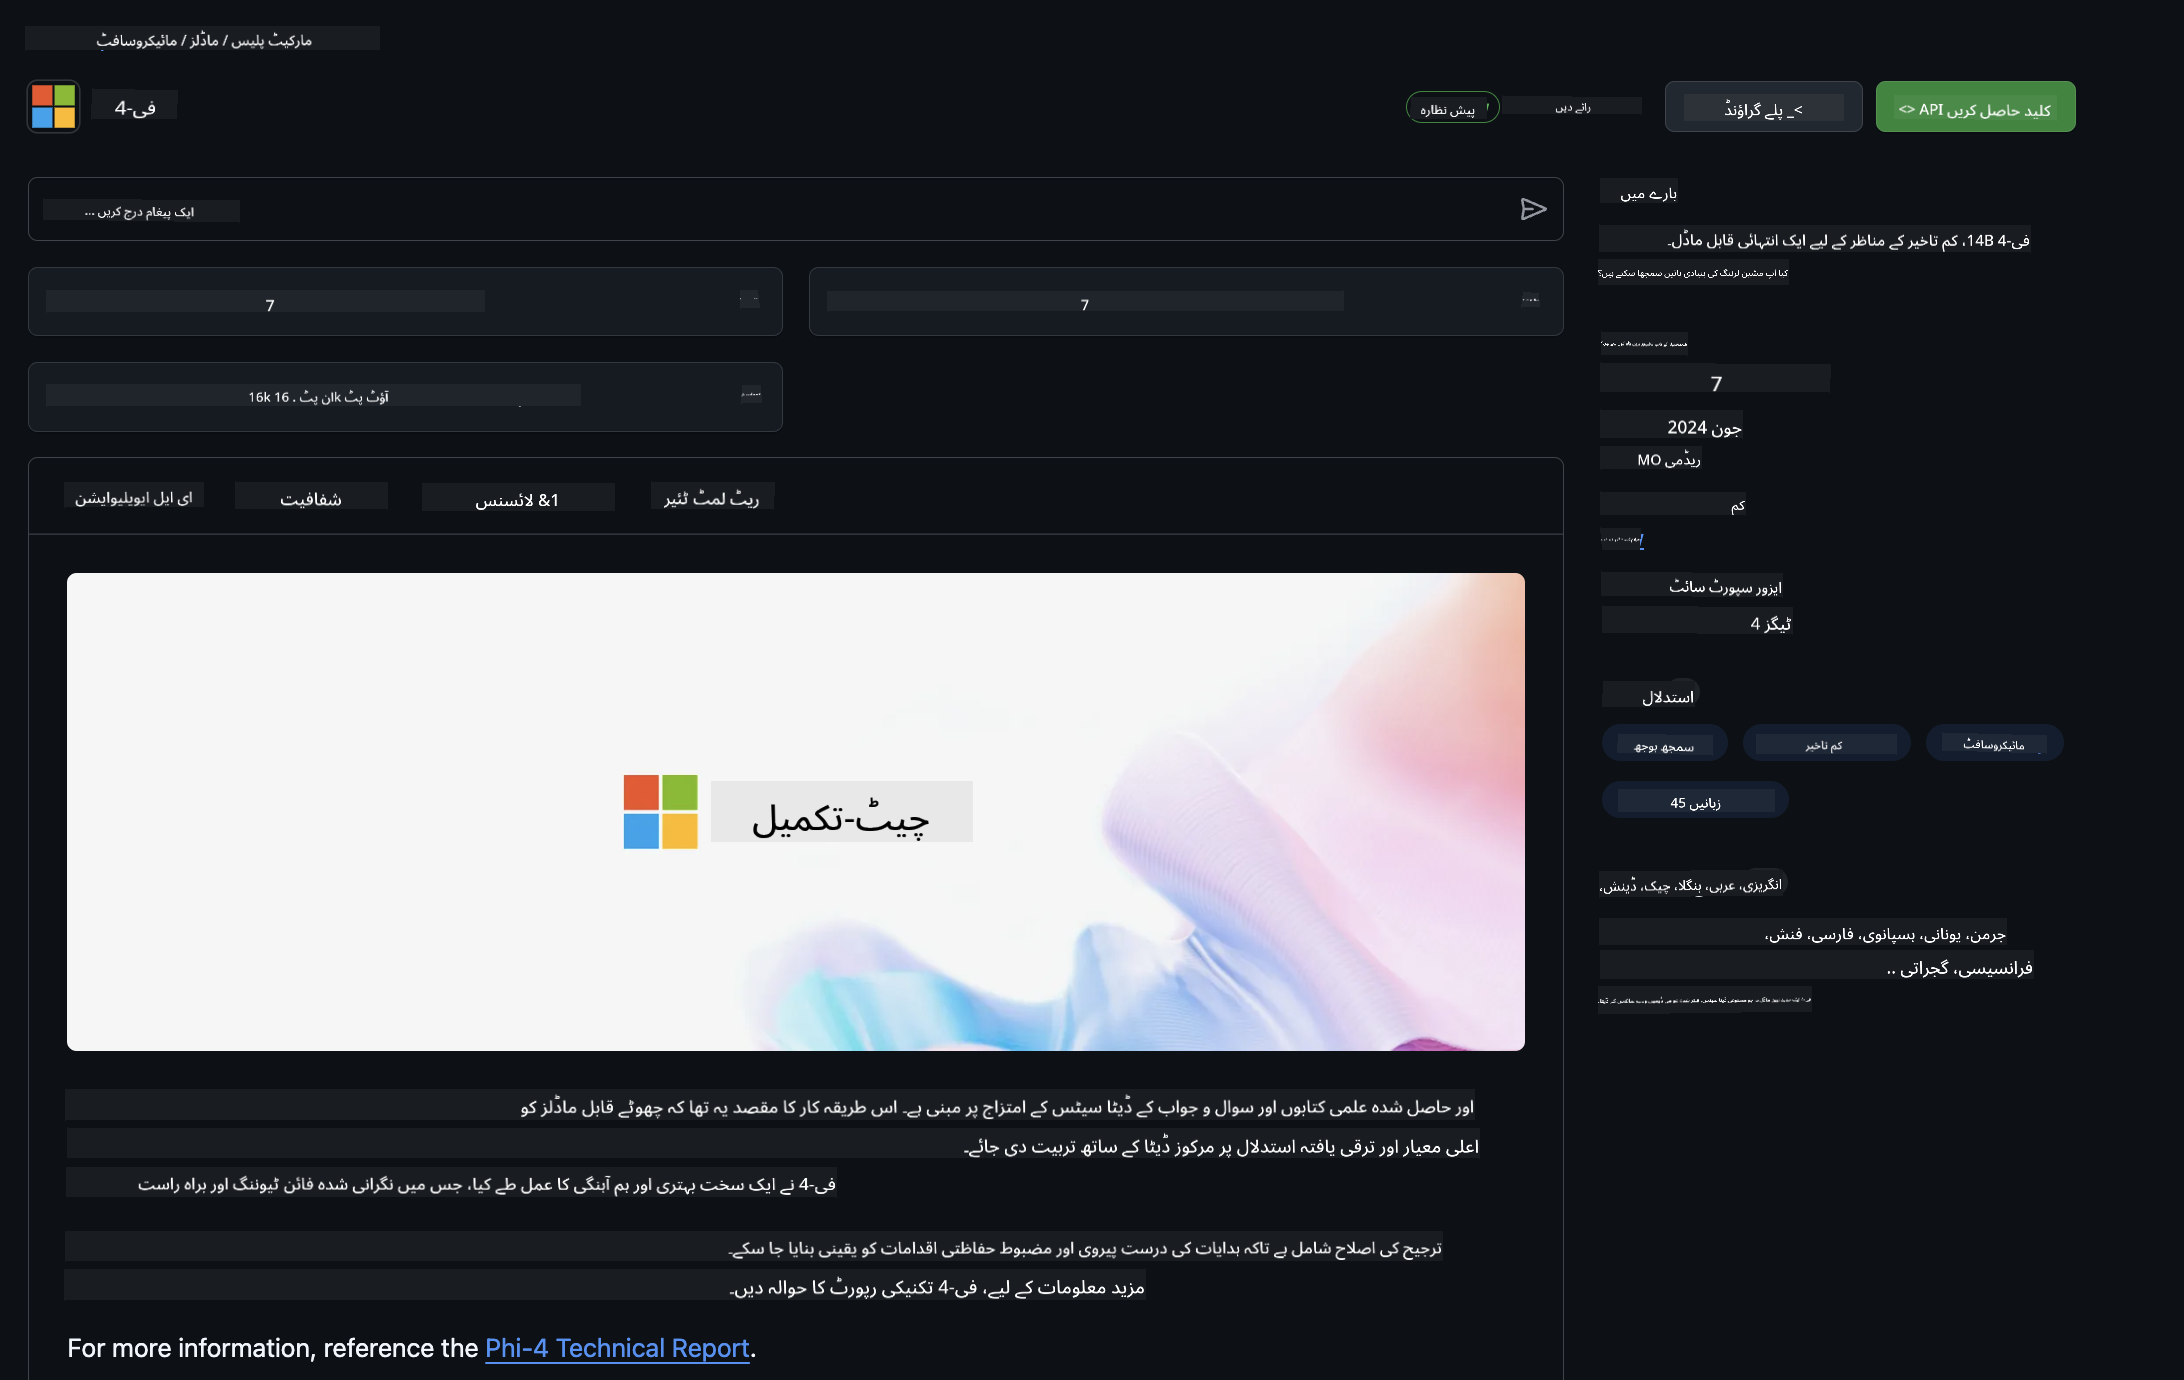 مارکیٹ پلیس / ماڈلز / مائیکروسافٹ
فی-4
پیش نظارہ
رائے دیں
>_ پلے گراؤنڈ
کلید حاصل کریں API <>
ایک پیغام درج کریں ...
7
7
آؤٹ پٹ kان پٹ . 16 16k
ای ایل ایویلیوایشن
شفافیت
1& لائسنس
ریٹ لمٹ ٹئیر
چیٹ-تکمیل
اور حاصل شدہ علمی کتابوں اور سوال و جواب کے ڈیٹا سیٹس کے امتزاج پر مبنی ہے۔ اس طریقہ کار کا مقصد یہ تھا کہ چھوٹے قابل ماڈلز کو
اعلی معیار اور ترقی یافتہ استدلال پر مرکوز ڈیٹا کے ساتھ تربیت دی جائے۔
فی-4 نے ایک سخت بہتری اور ہم آہنگی کا عمل طے کیا، جس میں نگرانی شدہ فائن ٹیوننگ اور براہ راست
ترجیح کی اصلاح شامل ہے تاکہ ہدایات کی درست پیروی اور مضبوط حفاظتی اقدامات کو یقینی بنایا جا سکے۔
مزید معلومات کے لیے، فی-4 تکنیکی رپورٹ کا حوالہ دیں۔
For more information, reference the Phi-4 Technical Report.
بارے میں
فی-4 14B، کم تاخیر کے مناظر کے لیے ایک انتہائی قابل ماڈل۔
کیا آپ مشین لرننگ کی بنیادی باتیں سمجھا سکتے ہیں؟
7
جون 2024
ریڈمی MO
کم
ایزور سپورٹ سائٹ
ٹیگز 4
استدلال
سمجھ بوجھ
کم تاخیر
مائیکروسافٹ
زبانیں 45
انگریزی، عربی، بنگلا، چیک، ڈینش،
جرمن، یونانی، ہسپانوی، فارسی، فنش،
فرانسیسی، گجراتی ..